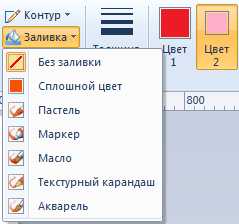 Контур
Заливка
Толщина
Цвет
1
Цвет
2
800
Без заливки
Сплошной цвет
Пастель
Маркер
Масло
Текстурный карандаш
Акварель